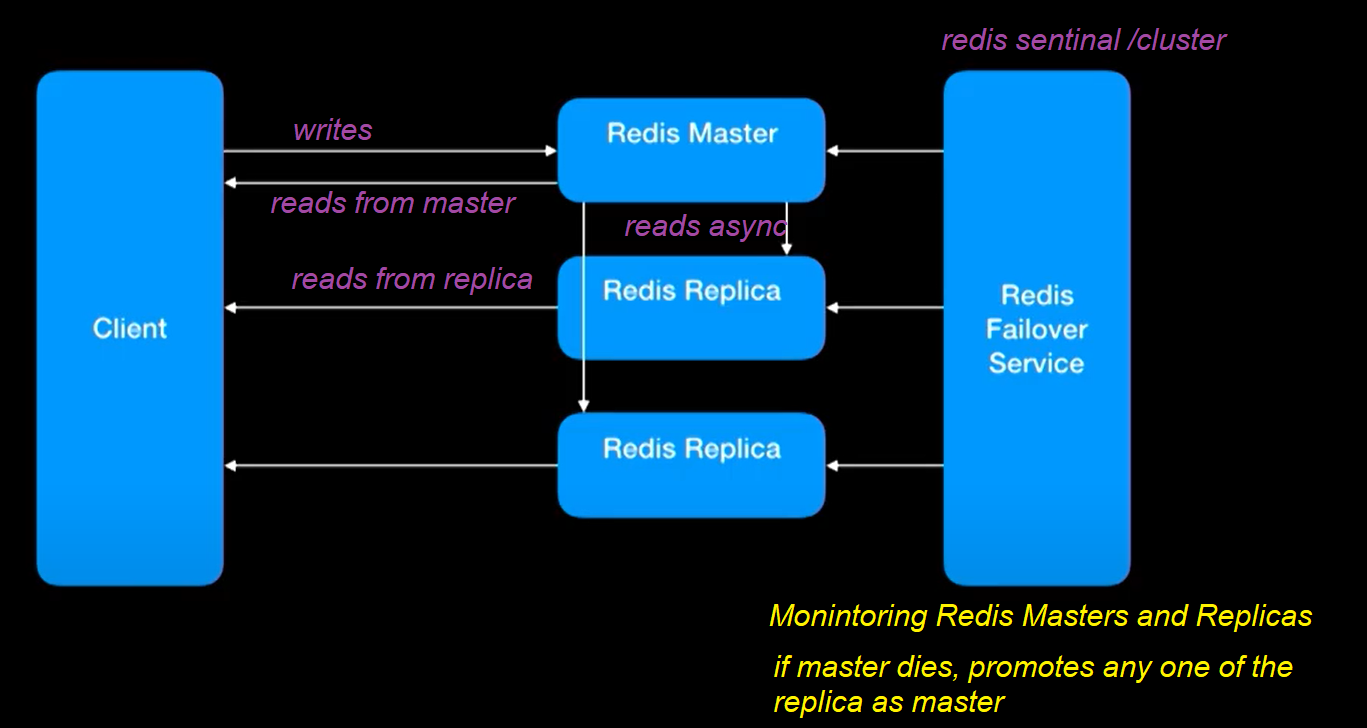 redis sentinal /cluster
writes
Redis Master
reads from master
reads async
reads from replica
Redis Replica
Client
Redis
Failover
Service
Redis Replica
Monintoring Redis Masters and Replicas
if master dies, promotes any one of the
replica as master